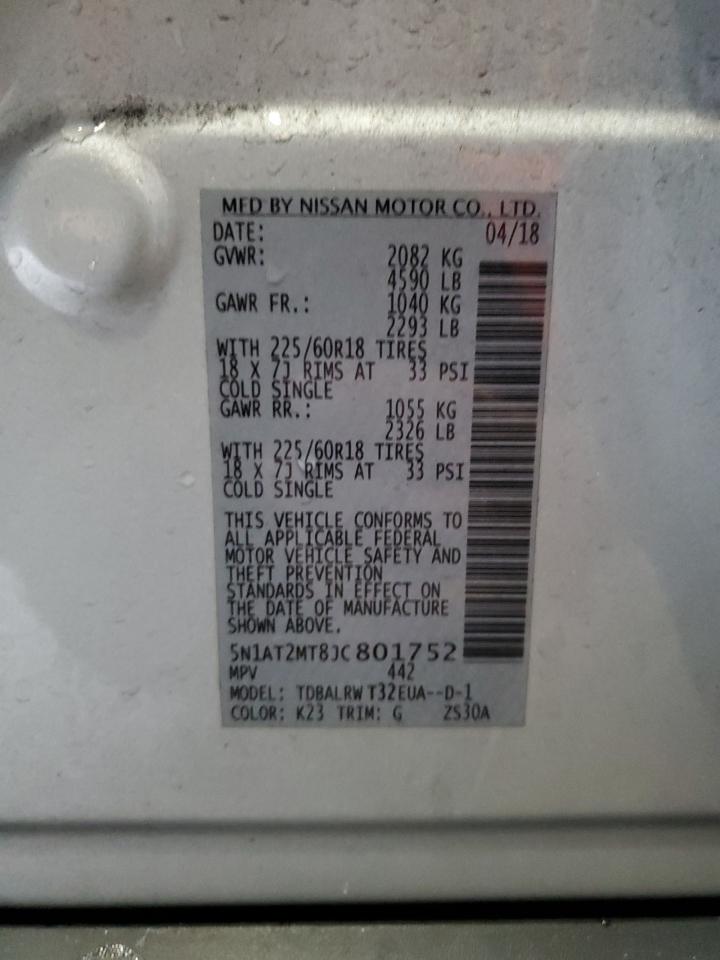 MFD BY NISSAN MOTOR CO., LTD.
DATE: 04/18
GVWR: 2082 KG
4590 LB
GAWR FR.: 1040 KG
2293 LB
WITH 225/60R18 TIRES
18 X 7J RIMS AT 33 PSI
COLD SINGLE
GAWR RR.: 1055 KG
2326 LB
WITH 225/60R18 TIRES
18 X 7J RIMS AT 33 PSI
COLD SINGLE
THIS VEHICLE CONFORMS TO
ALL APPLICABLE FEDERAL
MOTOR VEHICLE SAFETY AND
THEFT PREVENTION
STANDARDS IN EFFECT ON
THE DATE OF MANUFACTURE
SHOWN ABOVE.
5N1AT2MT8JC801752
MPV 442
MODEL: TDBALRW T32EUA--D-1
COLOR: K23 TRIM: G ZS30A